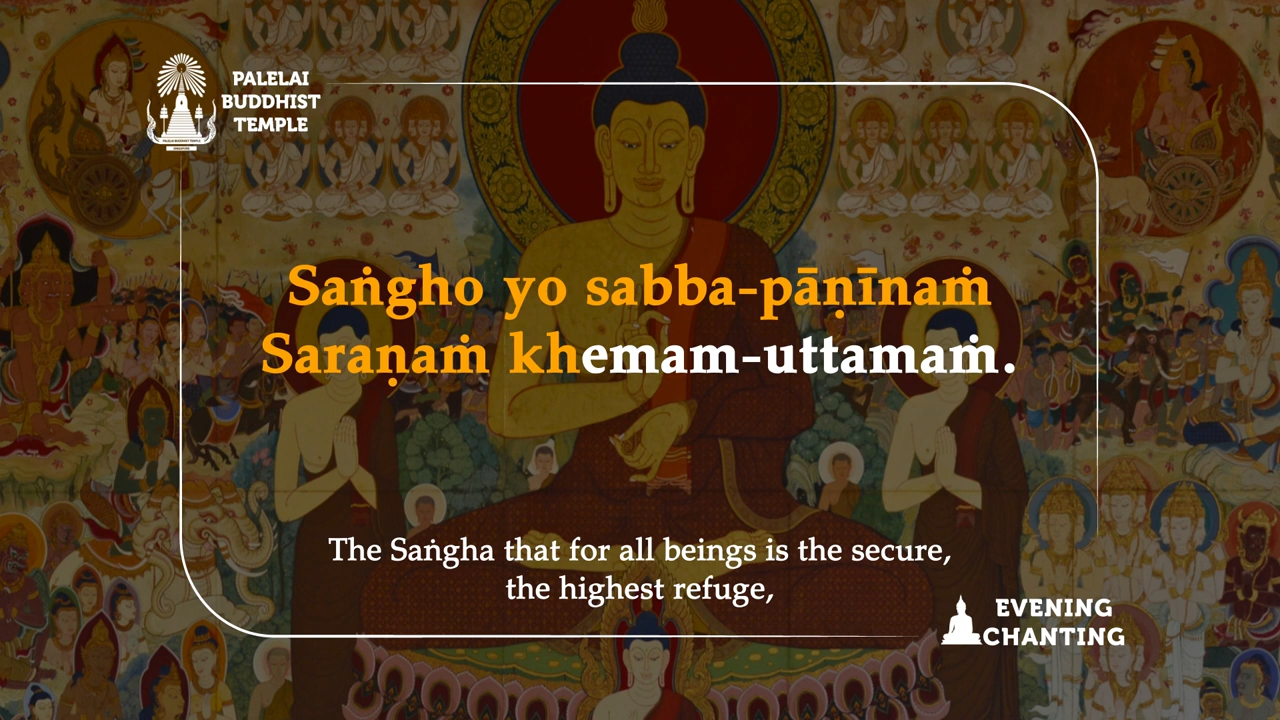 PALELAI
BUDDHIST
TEMPLE
Saṅgho yo sabba-pāṇīnaṁ
Saraṇaṁ khemam-uttamaṁ.
The Saṅgha that for all beings is the secure,
the highest refuge,
EVENING
CHANTING